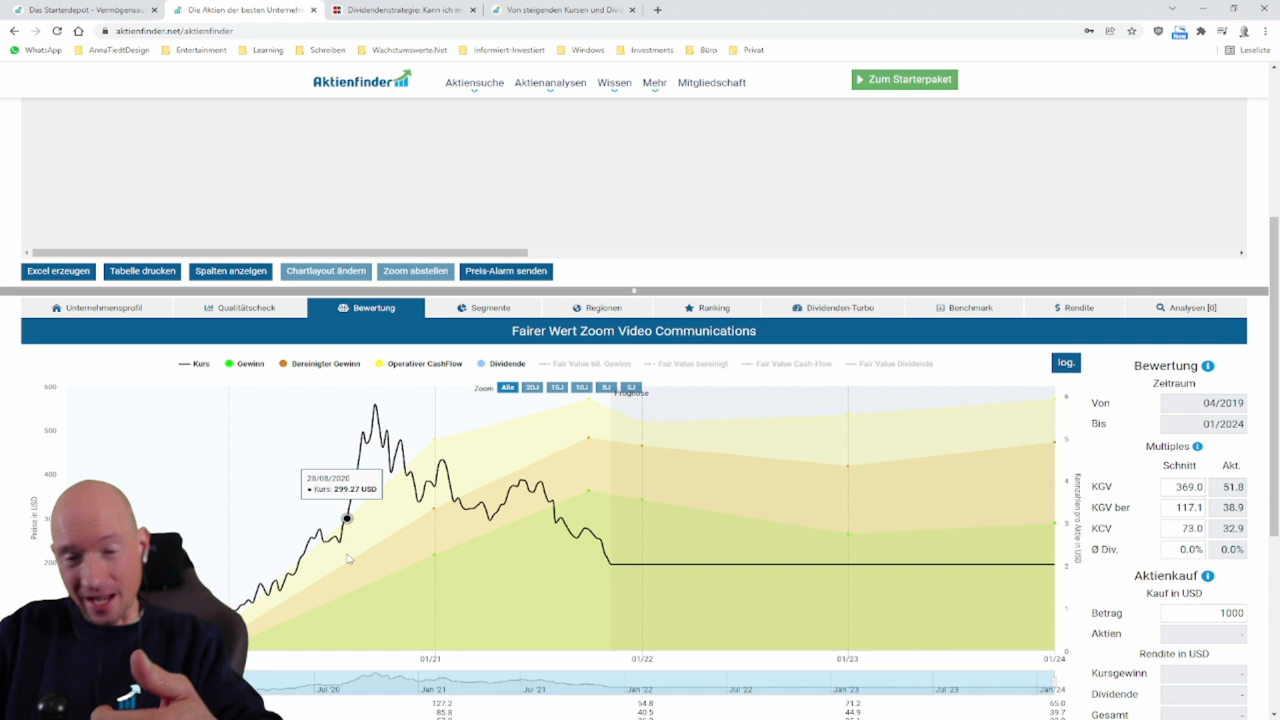 Das Starterdepot - Vermögensau
Die Aktien der besten Unternehm
Dividendenstrategie: Kann ich m
Von steigenden Kursen und Divi
aktienfinder.net/aktienfinder
WhatsApp AnnaTiedtDesign Entertainment Learning Schreiben WachstumswerteNet Informiert-Investiert Windows Investments Büro Privat Leseliste
New
Aktienfinder Aktiensuche Aktienanalysen Wissen Mehr Mitgliedschaft Zum Starterpaket
Excel erzeugen Tabelle drucken Spalten anzeigen Chartlayout ändern Zoom abstellen Preis-Alarm senden
Unternehmensprofil Qualitätscheck Bewertung Segmente Regionen Ranking Dividenden-Turbo Benchmark Rendite Analysen [0]
Fairer Wert Zoom Video Communications
Kurs Gewinn Bereinigter Gewinn Operativer CashFlow Dividende Fair Value bil. Gewinn Fair Value bereinigt Fair Value Cash-Flow Fair Value Dividende
log.
Zoom Alle 20J 15J 10J 8J 5J
Prognose
600
500
400
200
Preise in USD
28/08/2020
Kurs: 299.27 USD
6
5
4
3
2
1
0
Kennzahlen pro Aktie in USD
01/21 01/22 01/23 01/24
Jul '20 Jan '21 Jul '21 Jan '22 Jul '22 Jan '23 Jul '23 Jan '24
127.2 54.8 71.2 65.0
85.8 40.5 44.9 39.7
Bewertung
Zeitraum
Von 04/2019
Bis 01/2024
Multiples
Schnitt Akt.
KGV 369.0 51.8
KGV ber 117.1 38.9
KCV 73.0 32.9
Ø Div. 0.0% 0.0%
Aktienkauf
Kauf in USD
Betrag 1000
Aktien -
Rendite in USD
Kursgewinn -
Dividende -
Gesamt -